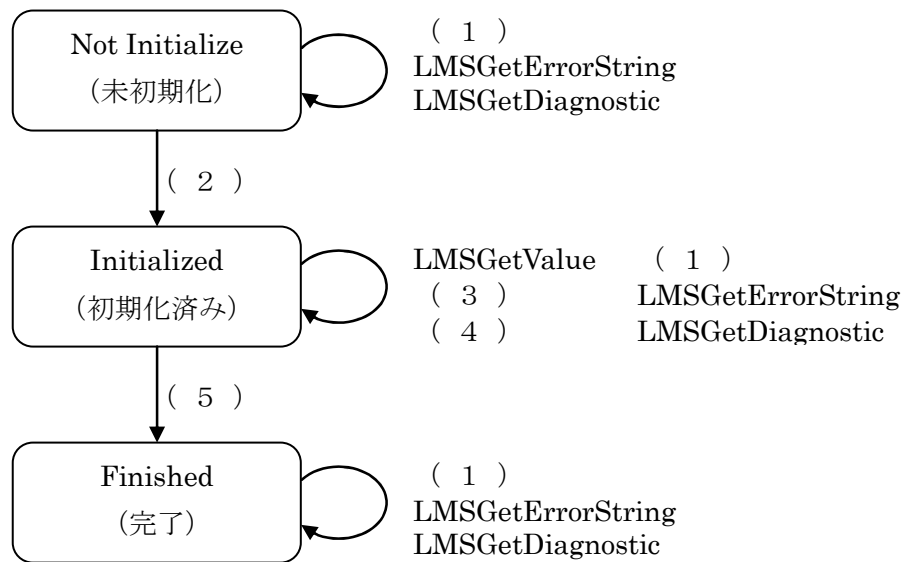 Not Initialize
（未初期化）
（ 1 ）
LMSGetErrorString
LMSGetDiagnostic
（ 2 ）
Initialized
（初期化済み）
LMSGetValue （ 1 ）
（ 3 ） LMSGetErrorString
（ 4 ） LMSGetDiagnostic
（ 5 ）
Finished
（完了）
（ 1 ）
LMSGetErrorString
LMSGetDiagnostic